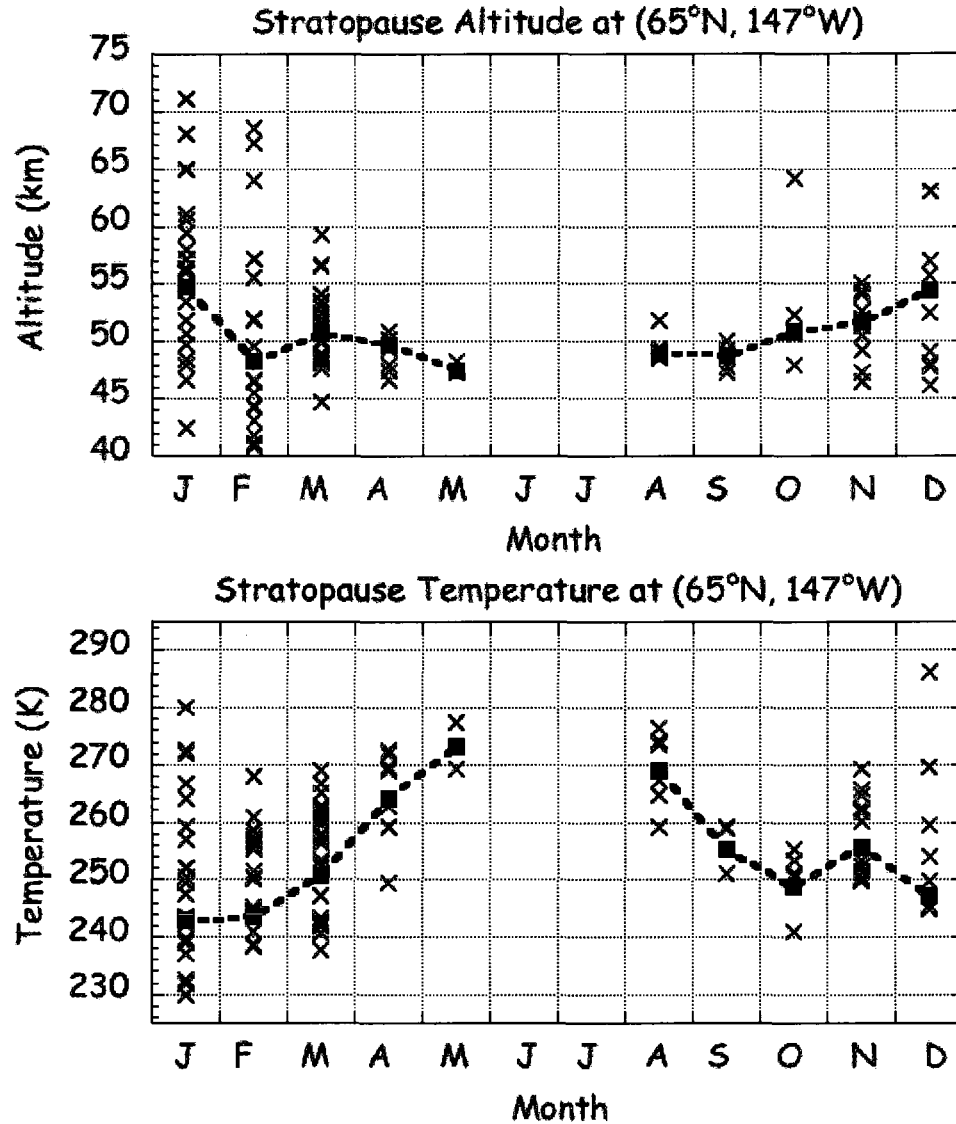 Stratopause Altitude at (65°N, 147°W)
75
70
65
60
55
50
45
40
Altitude (km)
J F M A M J J A S O N D
Month
Stratopause Temperature at (65°N, 147°W)
290
280
270
260
250
240
230
Temperature (K)
J F M A M J J A S O N D
Month